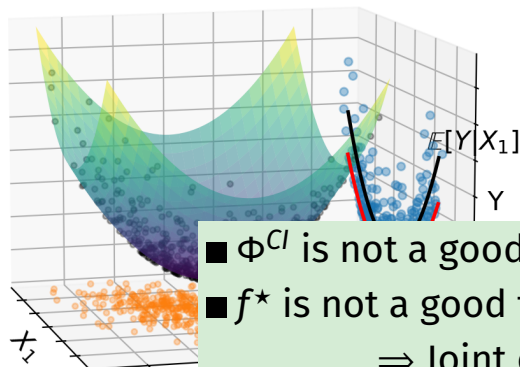 𝔼[Y|X₁]
Y
■ Φ^{CI} is not a good
■ f^⋆ is not a good
⇒ Joint
X₁